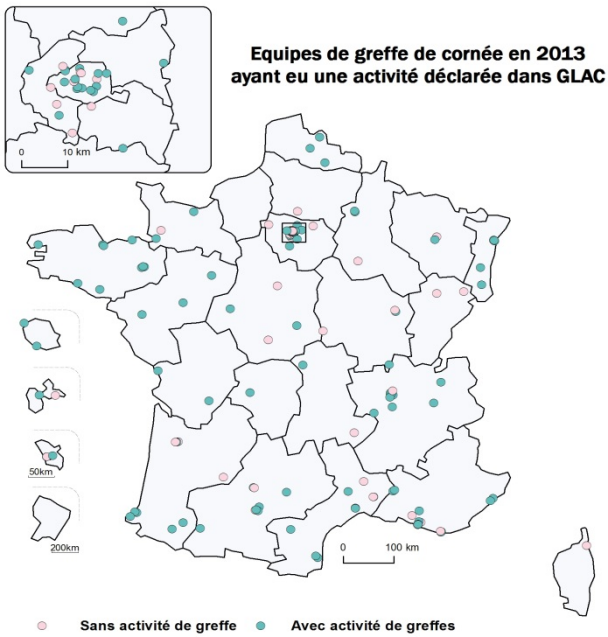 Equipes de greffe de cornée en 2013
ayant eu une activité déclarée dans GLAC
0 10 km
50km
200km
0 100 km
Sans activité de greffe Avec activité de greffes